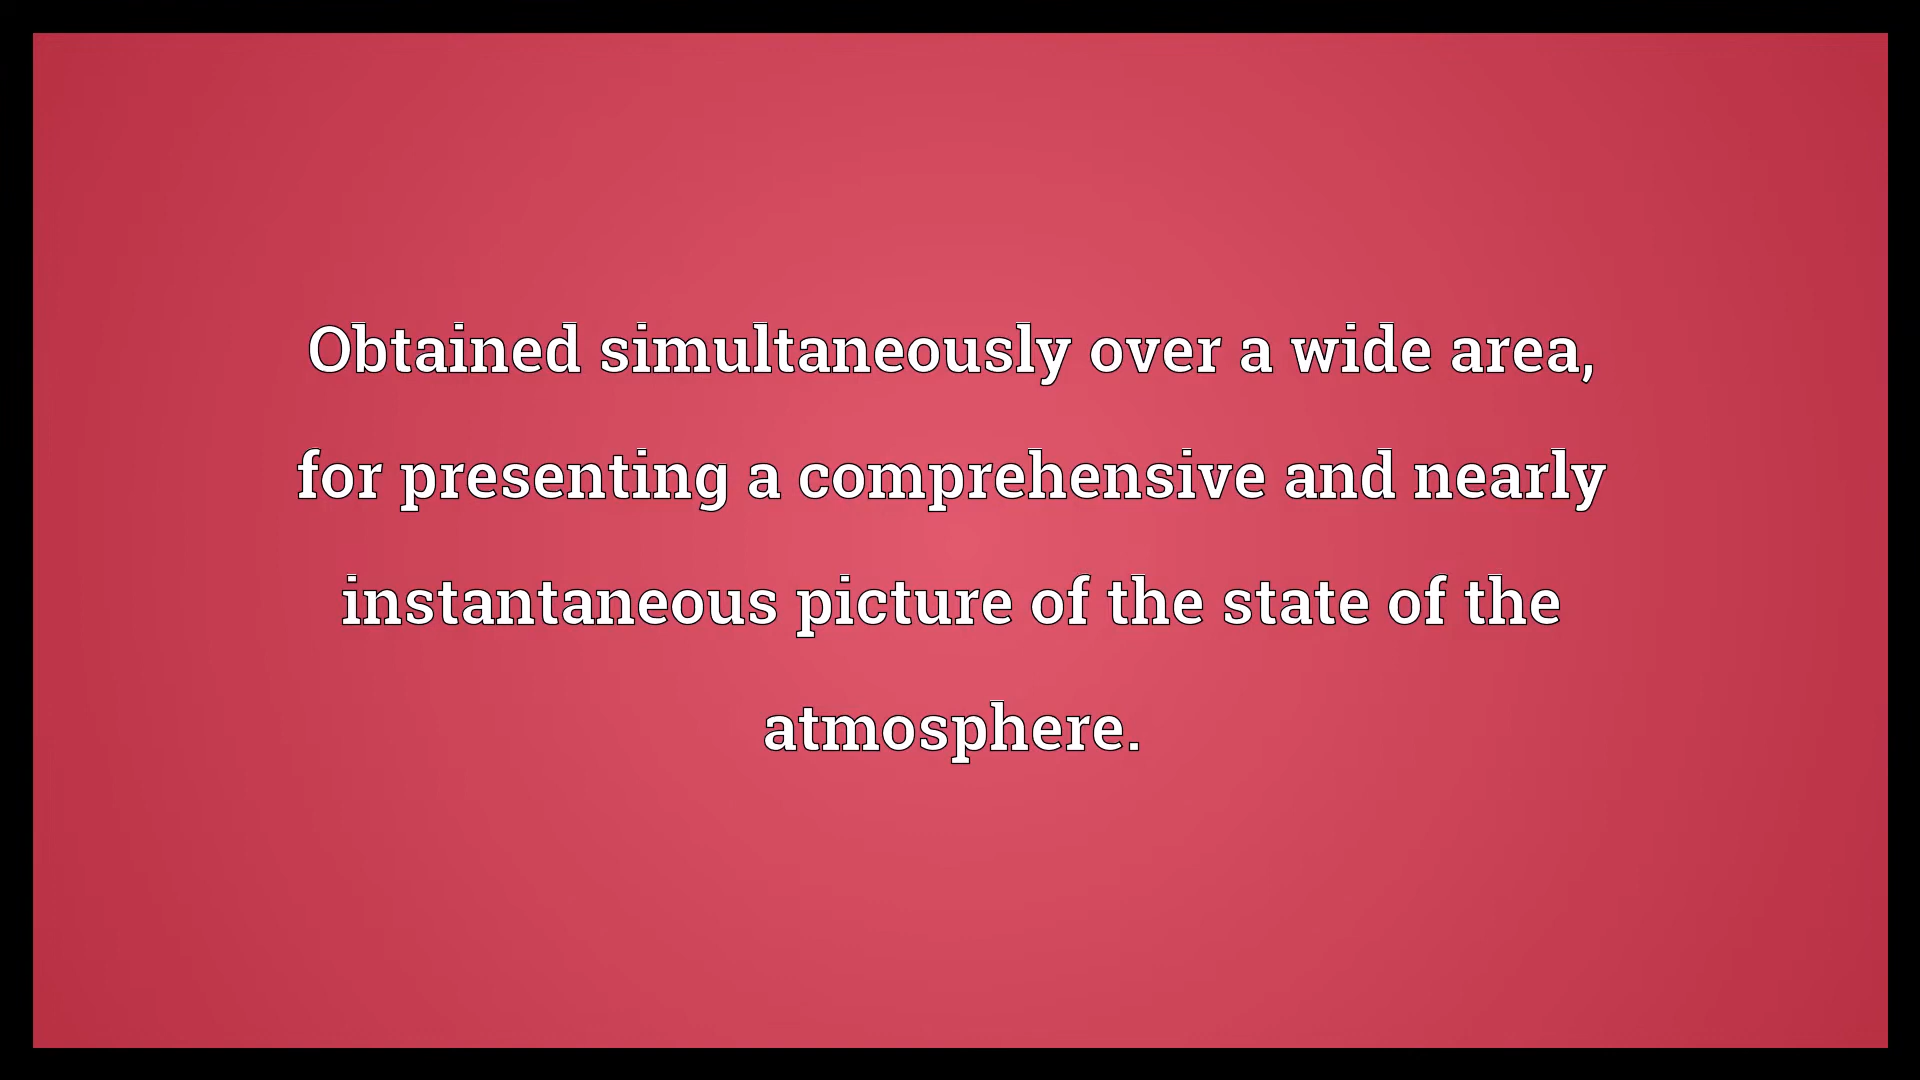 Obtained simultaneously over a wide area,
for presenting a comprehensive and nearly
instantaneous picture of the state of the
atmosphere.